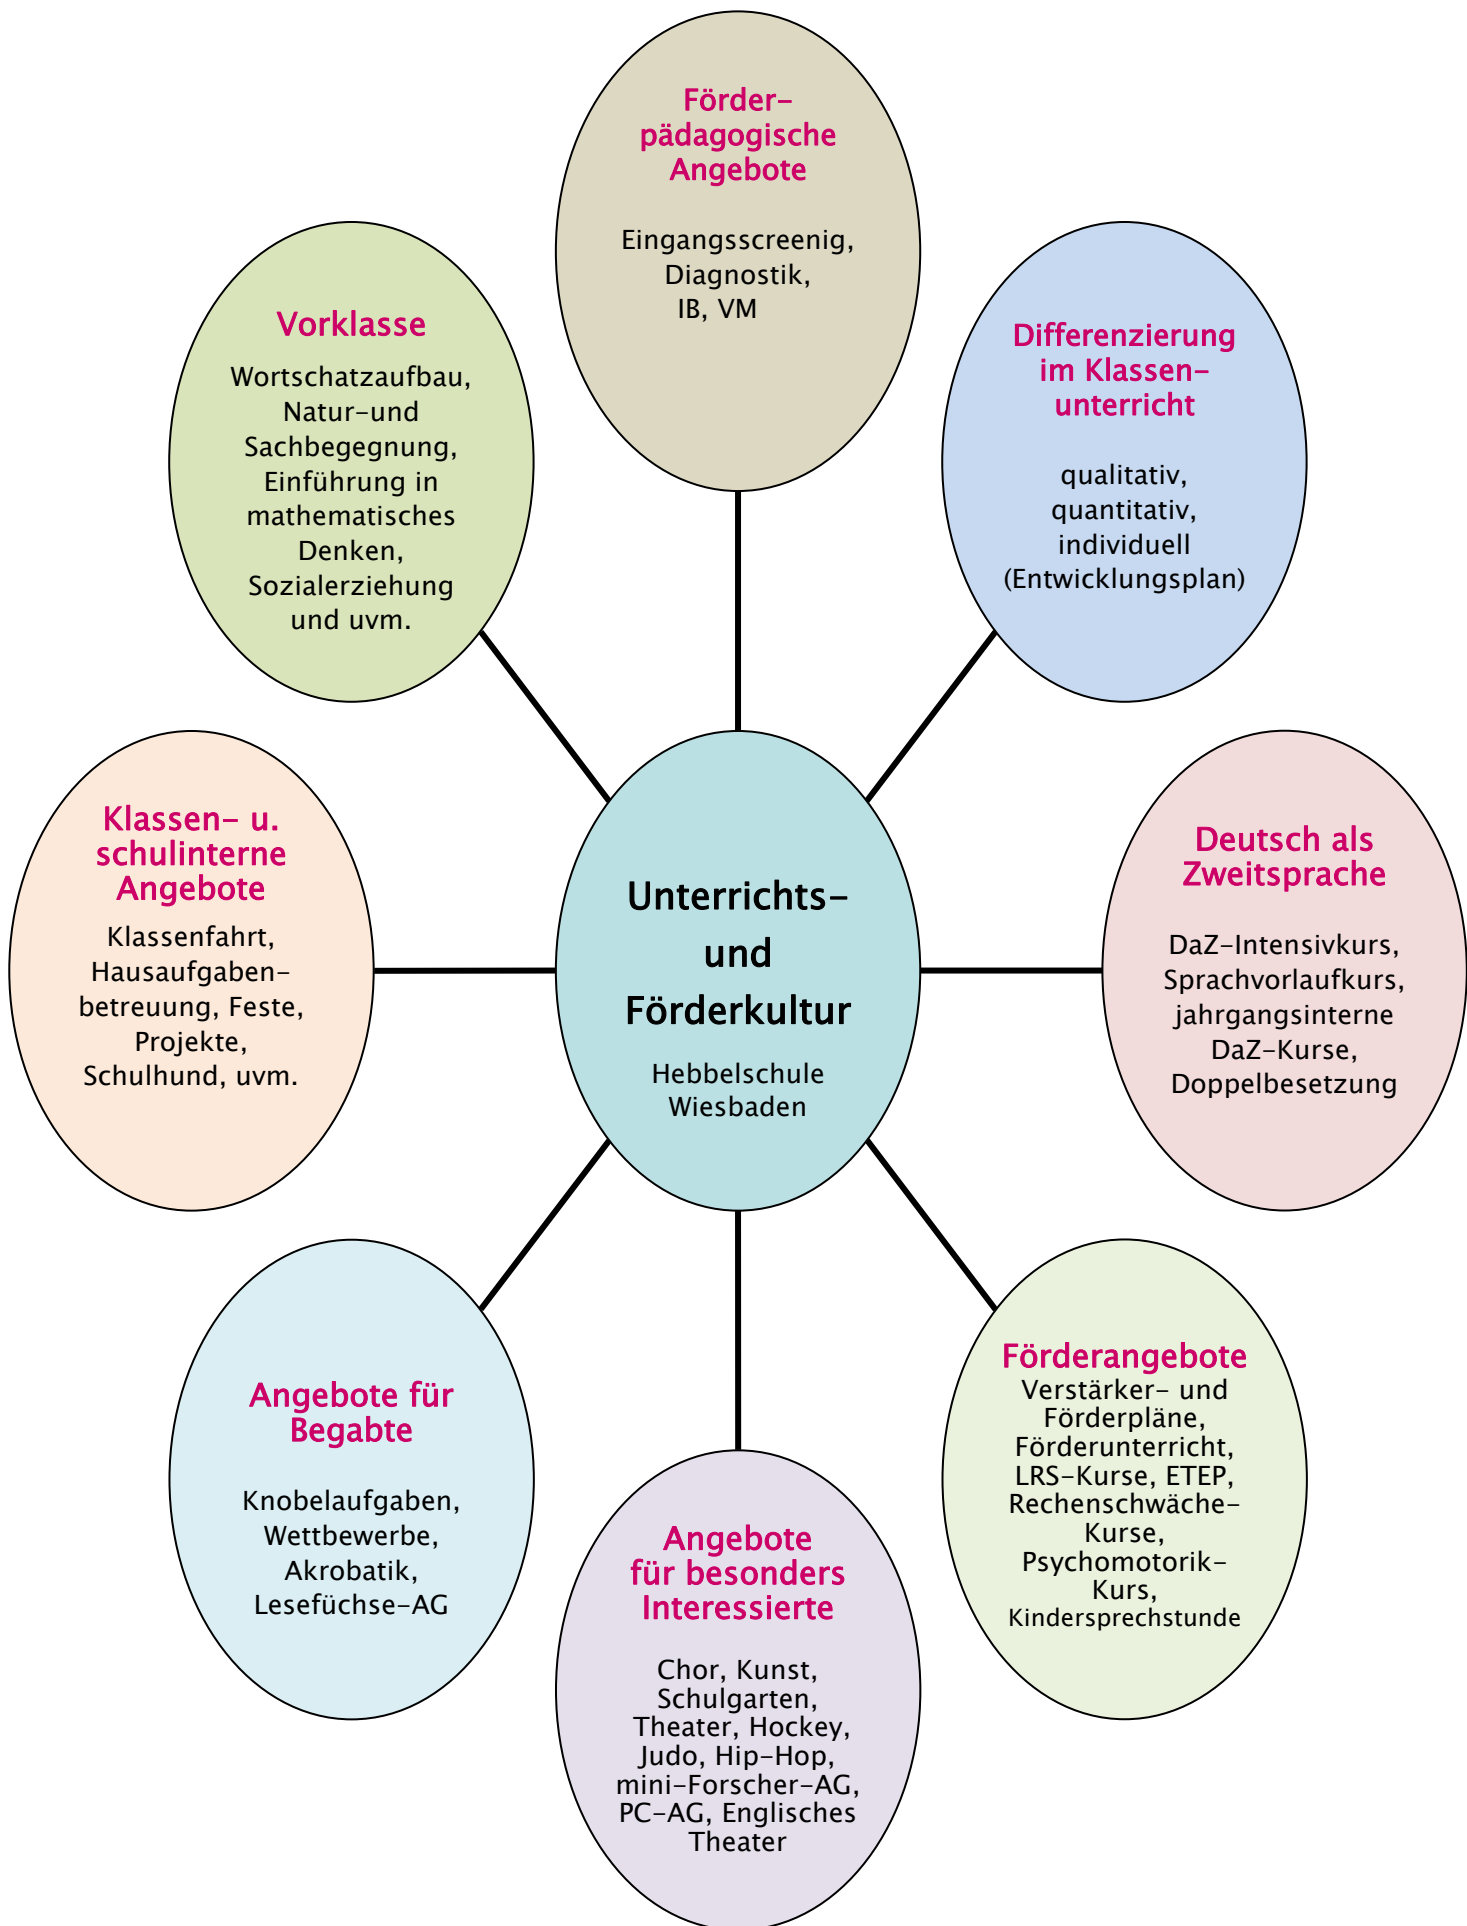 Förder-
pädagogische
Angebote
Eingangsscreenig,
Diagnostik,
IB, VM
Vorklasse
Wortschatzaufbau,
Natur-und
Sachbegegnung,
Einführung in
mathematisches
Denken,
Sozialerziehung
und uvm.
Differenzierung
im Klassen-
unterricht
qualitativ,
quantitativ,
individuell
(Entwicklungsplan)
Klassen- u.
schulinterne
Angebote
Klassenfahrt,
Hausaufgaben-
betreuung, Feste,
Projekte,
Schulhund, uvm.
Unterrichts-
und
Förderkultur
Hebbelschule
Wiesbaden
Deutsch als
Zweitsprache
DaZ-Intensivkurs,
Sprachvorlaufkurs,
jahrgangsinterne
DaZ-Kurse,
Doppelbesetzung
Angebote für
Begabte
Knobelaufgaben,
Wettbewerbe,
Akrobatik,
Lesefüchse-AG
Angebote
für besonders
Interessierte
Chor, Kunst,
Schulgarten,
Theater, Hockey,
Judo, Hip-Hop,
mini-Forscher-AG,
PC-AG, Englisches
Theater
Förderangebote
Verstärker- und
Förderpläne,
Förderunterricht,
LRS-Kurse, ETEP,
Rechenschwäche-
Kurse,
Psychomotorik-
Kurs,
Kindersprechstunde